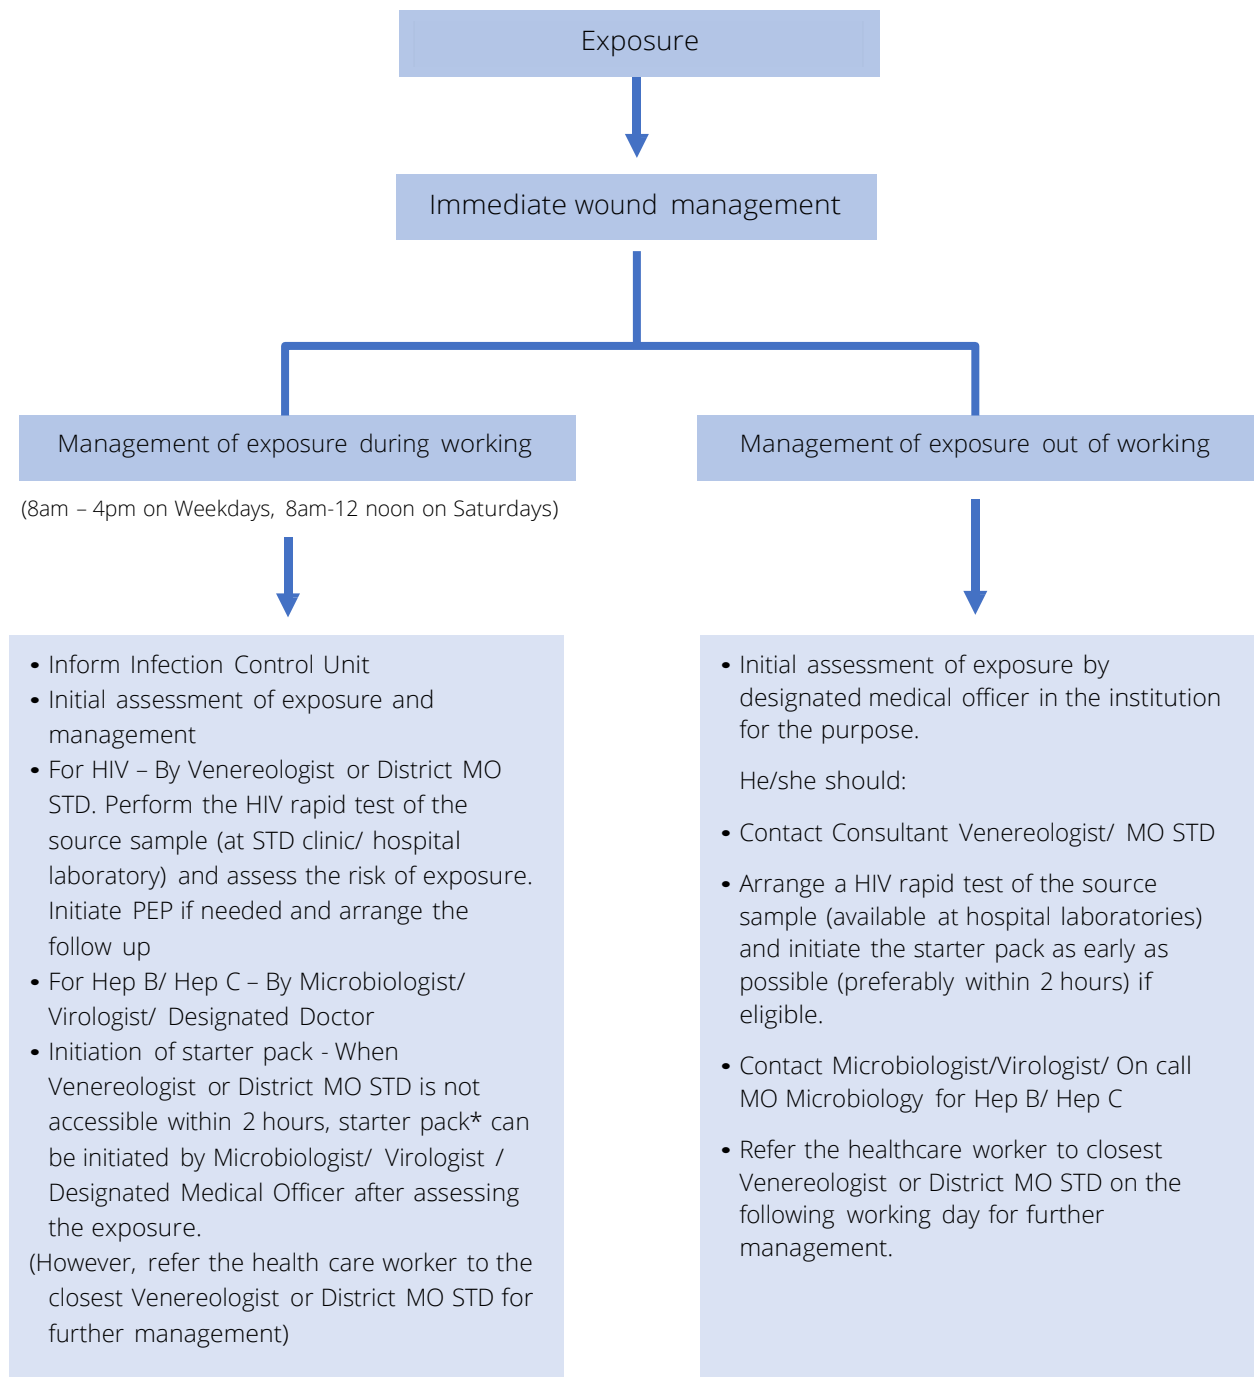 Exposure
Immediate wound management
Management of exposure during working
(8am – 4pm on Weekdays, 8am-12 noon on Saturdays)
• Inform Infection Control Unit
• Initial assessment of exposure and
management
• For HIV – By Venereologist or District MO
STD. Perform the HIV rapid test of the
source sample (at STD clinic/ hospital
laboratory) and assess the risk of exposure.
Initiate PEP if needed and arrange the
follow up
• For Hep B/ Hep C – By Microbiologist/
Virologist/ Designated Doctor
• Initiation of starter pack - When
Venereologist or District MO STD is not
accessible within 2 hours, starter pack* can
be initiated by Microbiologist/ Virologist /
Designated Medical Officer after assessing
the exposure.
(However, refer the health care worker to the
closest Venereologist or District MO STD for
further management)
Management of exposure out of working
• Initial assessment of exposure by
designated medical officer in the institution
for the purpose.
He/she should:
• Contact Consultant Venereologist/ MO STD
• Arrange a HIV rapid test of the source
sample (available at hospital laboratories)
and initiate the starter pack as early as
possible (preferably within 2 hours) if
eligible.
• Contact Microbiologist/Virologist/ On call
MO Microbiology for Hep B/ Hep C
• Refer the healthcare worker to closest
Venereologist or District MO STD on the
following working day for further
management.